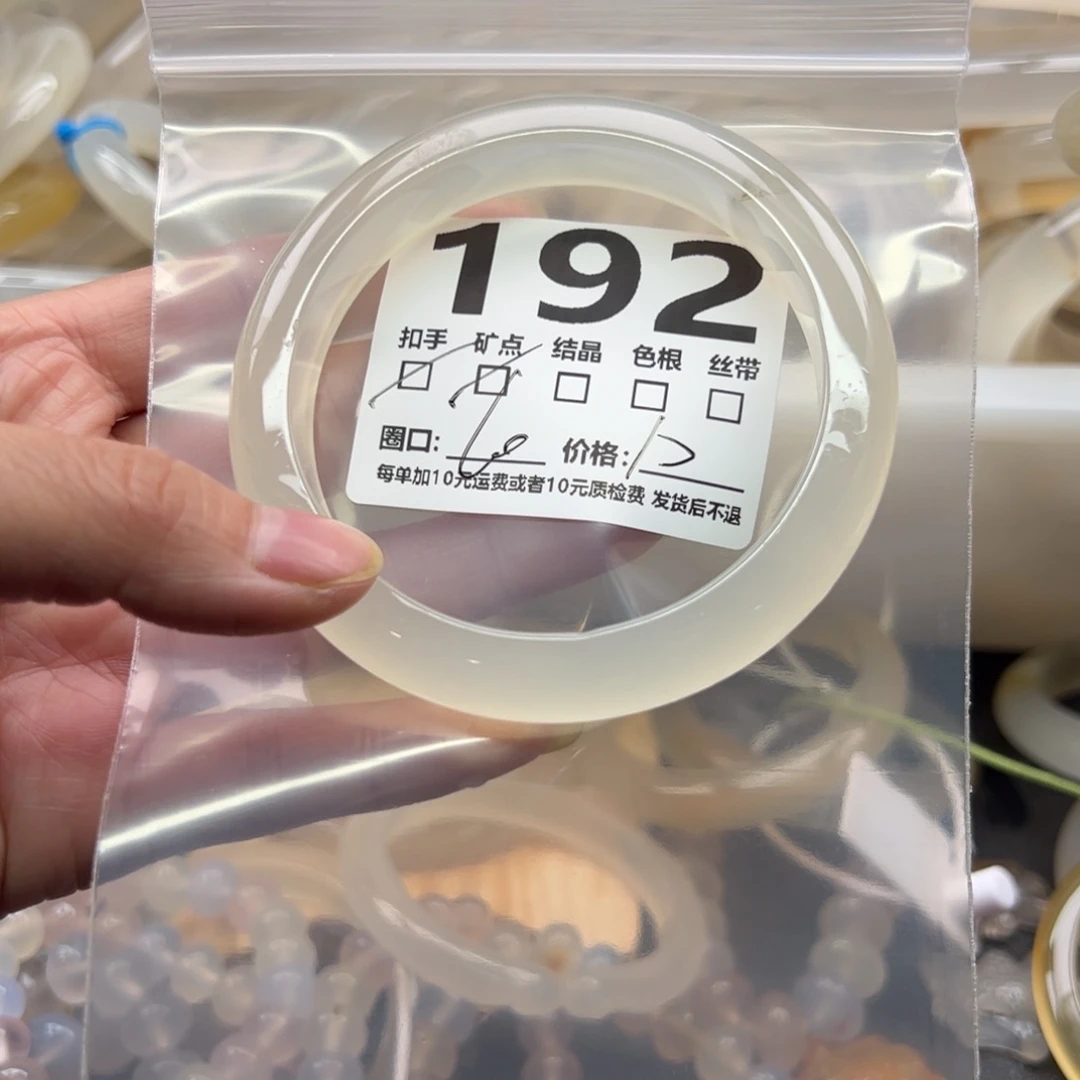 192
扣手 矿点 结晶 色根 丝带
圈口: 价格:
每单加10元运费或者10元质检费 发货后不退